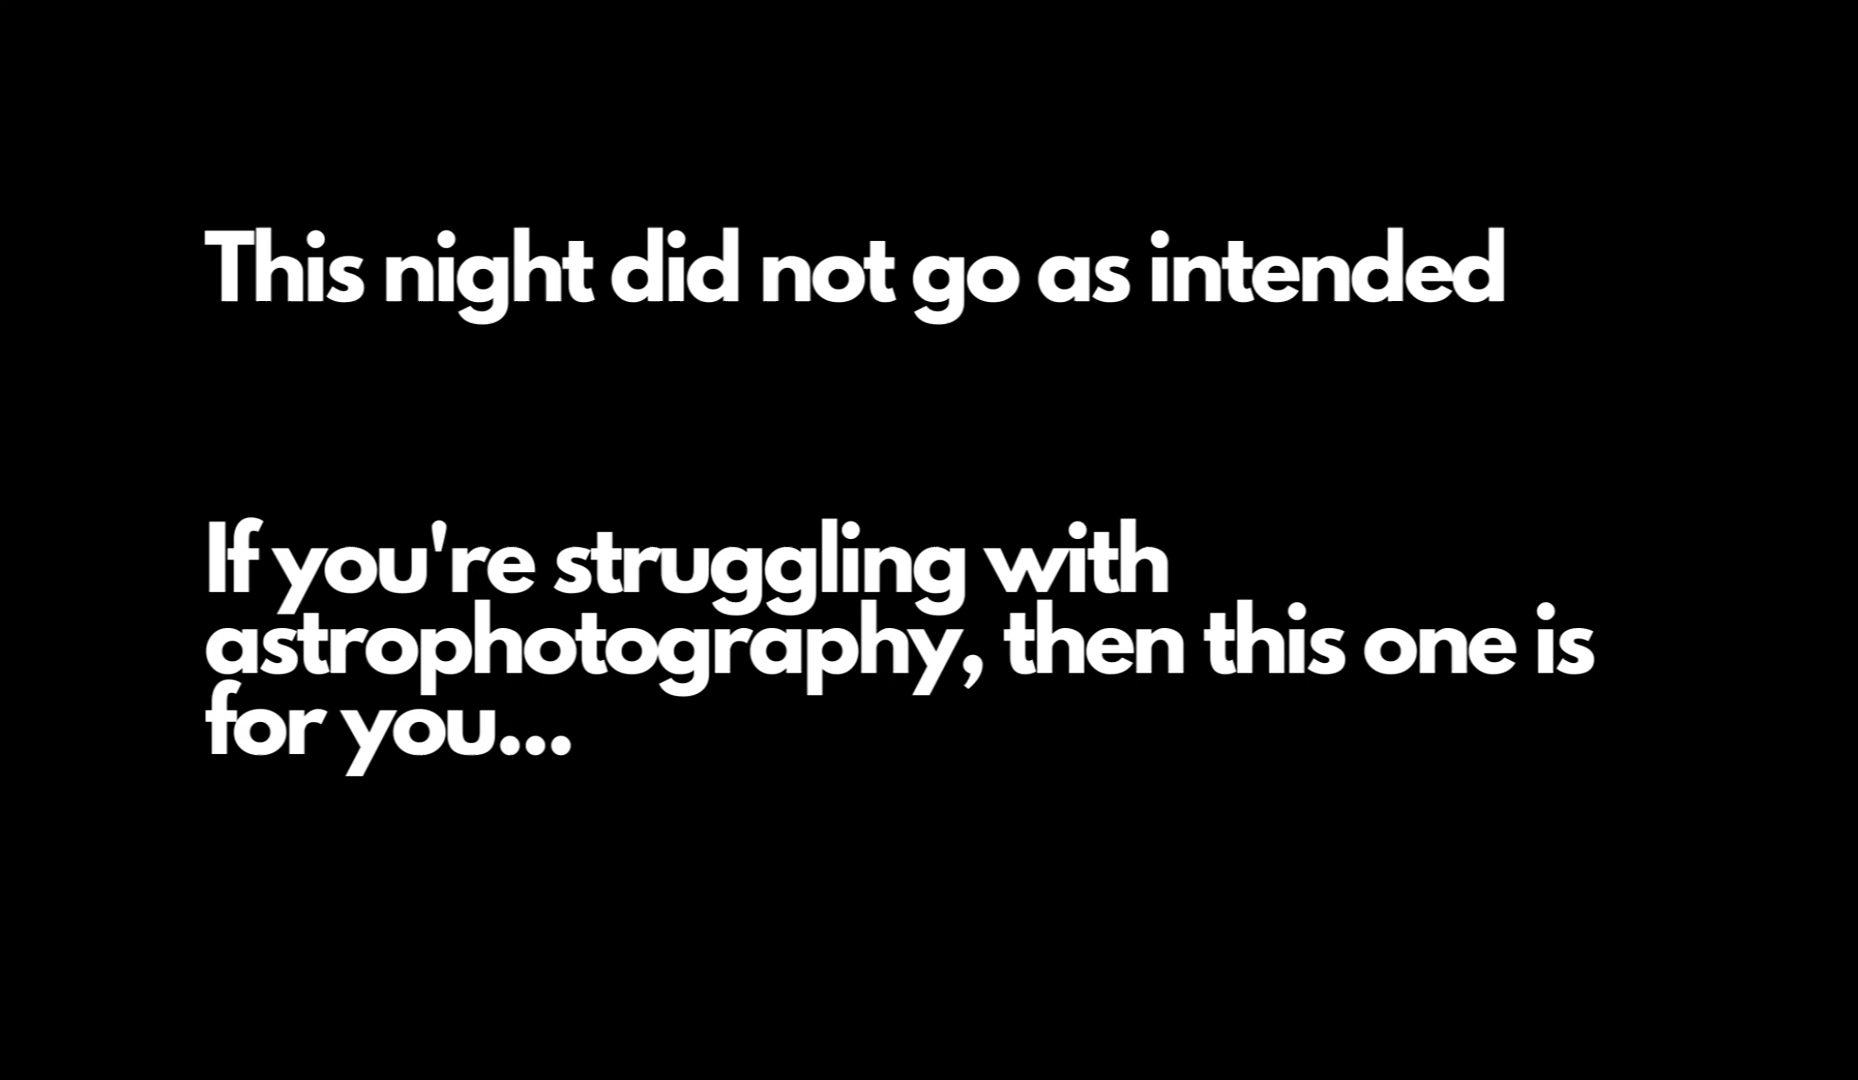 This night did not go as intended
If you're struggling with
astrophotography, then this one is
for you...